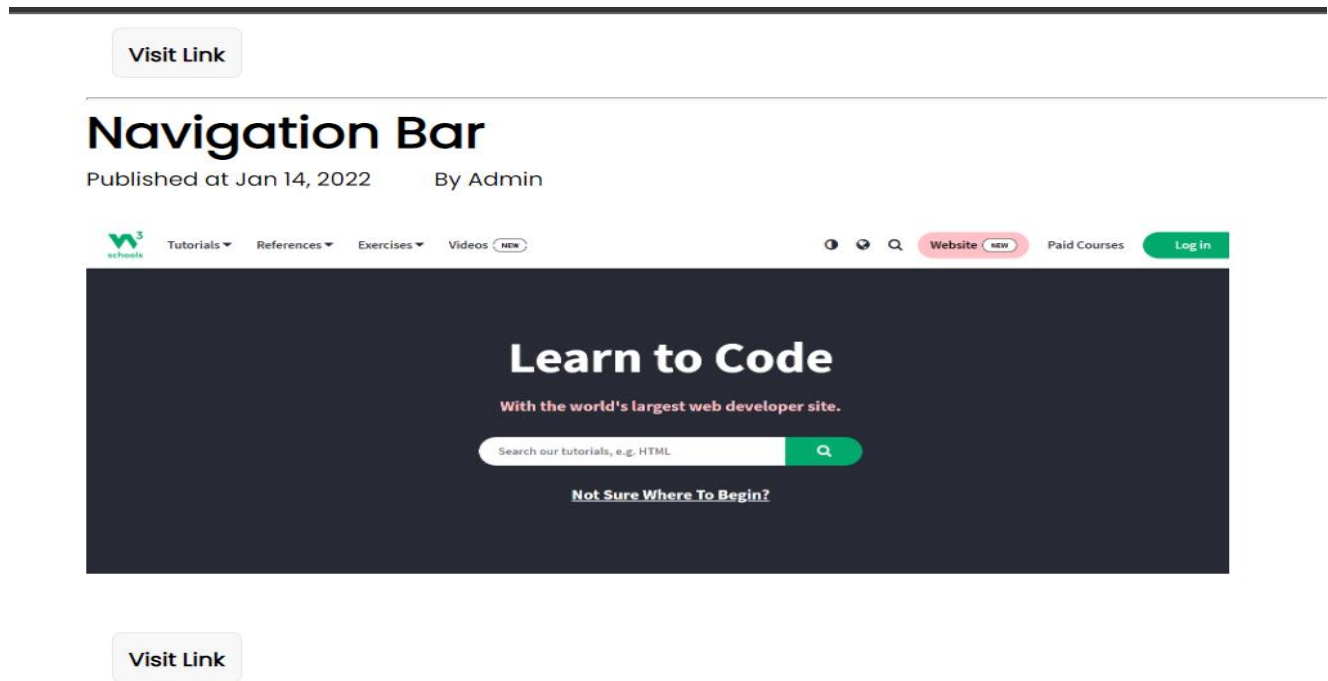 Visit Link
Navigation Bar
Published at Jan 14, 2022 By Admin
W3 schools Tutorials References Exercises Videos NEW Website NEW Paid Courses Log in
Learn to Code
With the world's largest web developer site.
Search our tutorials, e.g. HTML
Not Sure Where To Begin?
Visit Link